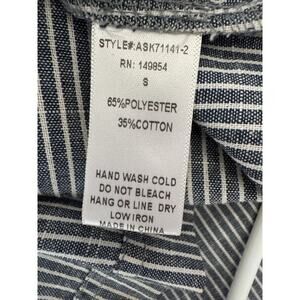 STYLE#:ASK71141-2
RN: 149854
S
65%POLYESTER
35%COTTON
HAND WASH COLD
DO NOT BLEACH
HANG OR LINE DRY
LOW IRON
MADE IN CHINA